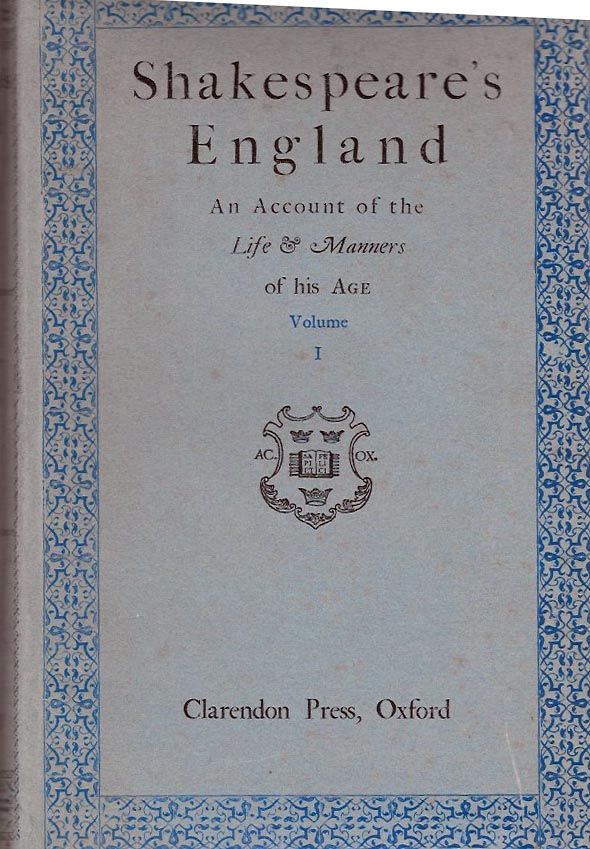 Shakespeare's
England
An Account of the
Life & Manners
of his AGE
Volume
I
AC. OX.
Clarendon Press, Oxford